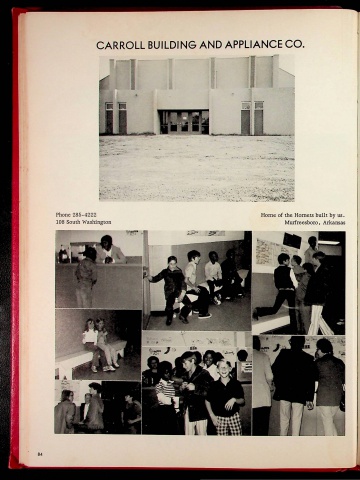 CARROLL BUILDING AND APPLIANCE CO.
Phone 285-4222
108 South Washington
Home of the Hornets built by us.
Murfreesboro, Arkansas
84